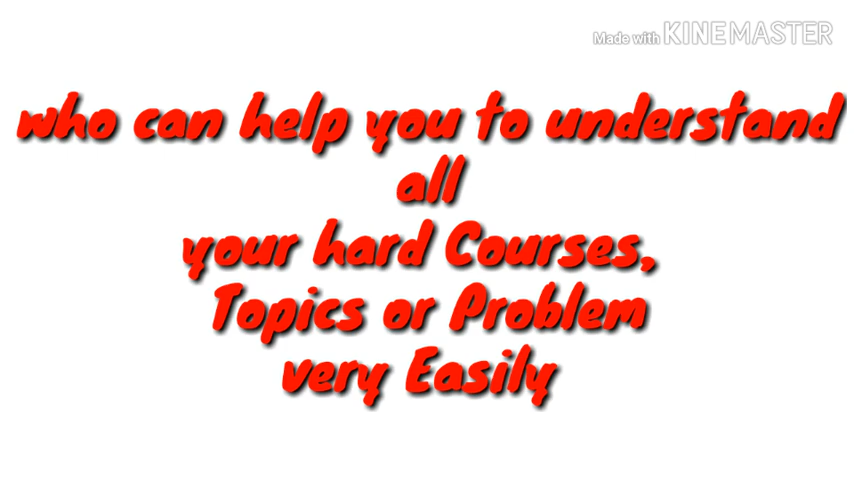 Made with KINEMASTER
who can help you to understand
all
your hard Courses,
Topics or Problem
very Easily